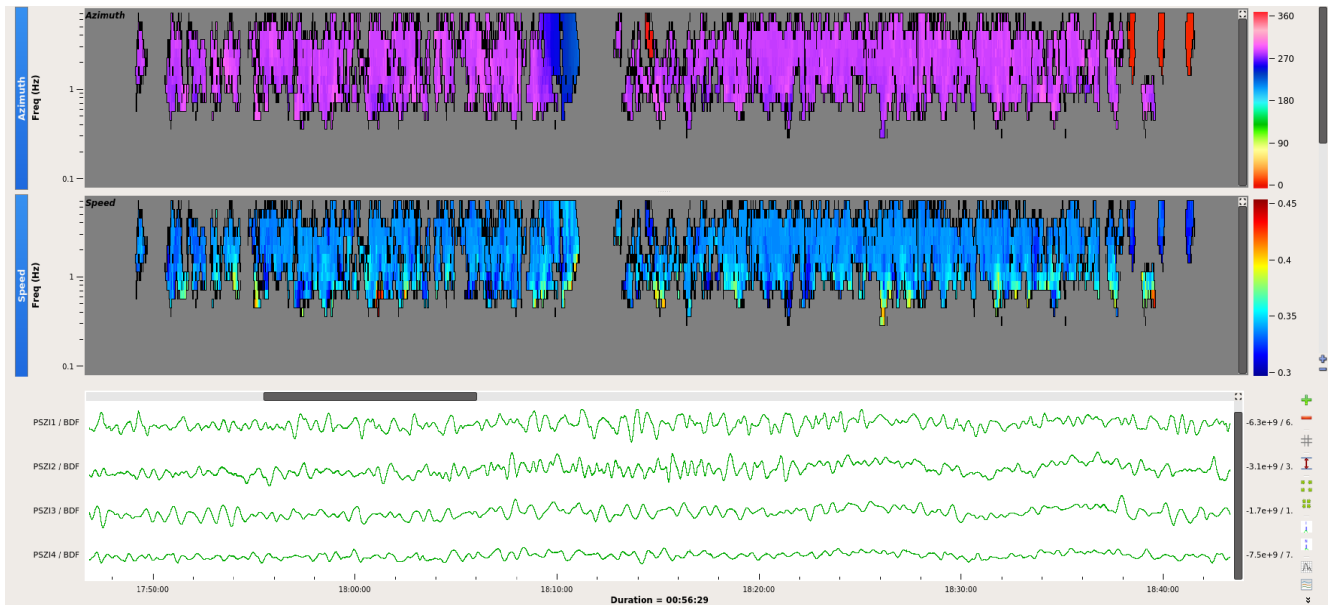 Azimuth
Azimuth
Freq (Hz)
1
0.1
360
270
180
90
0
Speed
Speed
Freq (Hz)
1
0.1
0.45
0.4
0.35
0.3
PSZI1 / BDF
-6.3e+9 / 6.
PSZI2 / BDF
-3.1e+9 / 3.
PSZI3 / BDF
-1.7e+9 / 1.
PSZI4 / BDF
-7.5e+9 / 7.
17:50:00
18:00:00
18:10:00
18:20:00
18:30:00
18:40:00
Duration = 00:56:29